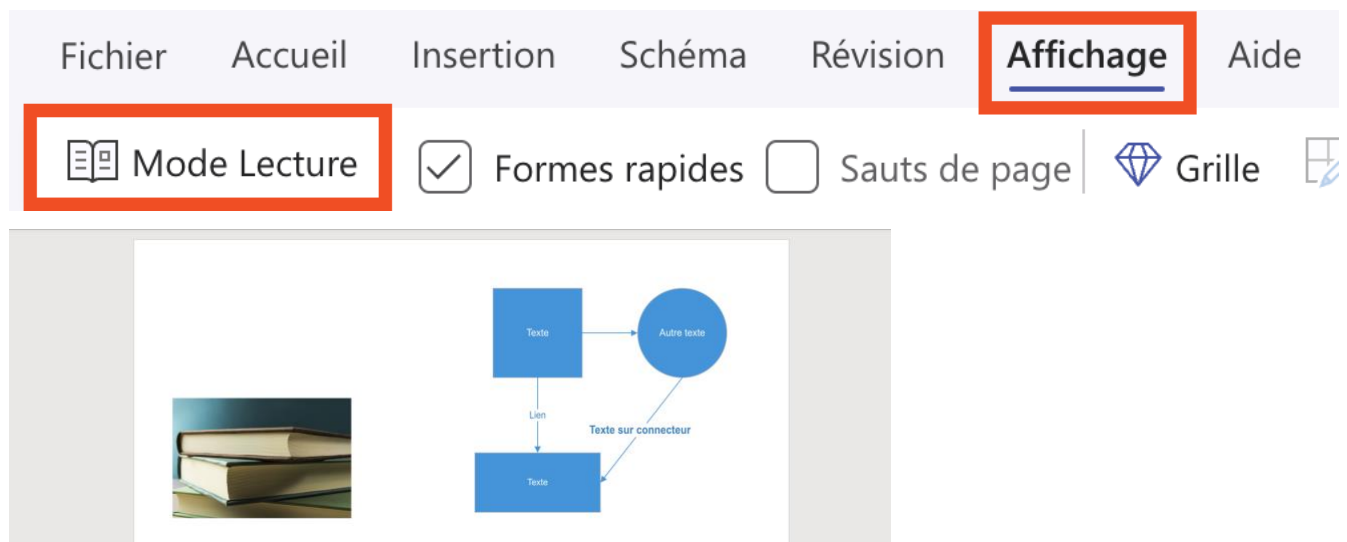 Fichier Accueil Insertion Schéma Révision Affichage Aide
Mode Lecture Formes rapides Sauts de page Grille
Texte Autre texte
Lien
Texte sur connecteur
Texte